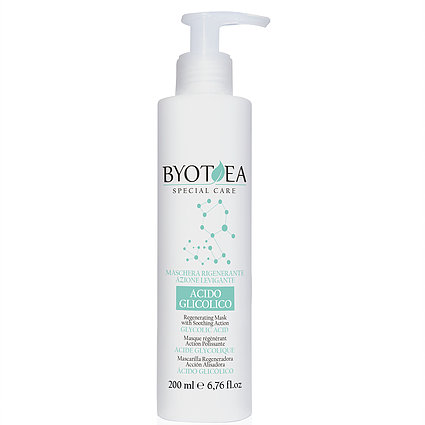 BYOTEA
SPECIAL CARE
MASCHERA RIGENERANTE
AZIONE LEVIGANTE
ACIDO
GLICOLICO
Regenerating Mask
with Soothing Action
GLYCOLIC ACID
Masque régénérant
Action Polissante
ACIDE GLYCOLIQUE
Mascarilla Regeneradora
Acción Alisadora
ÁCIDO GLICÓLICO
200 ml e 6,76 fl.oz